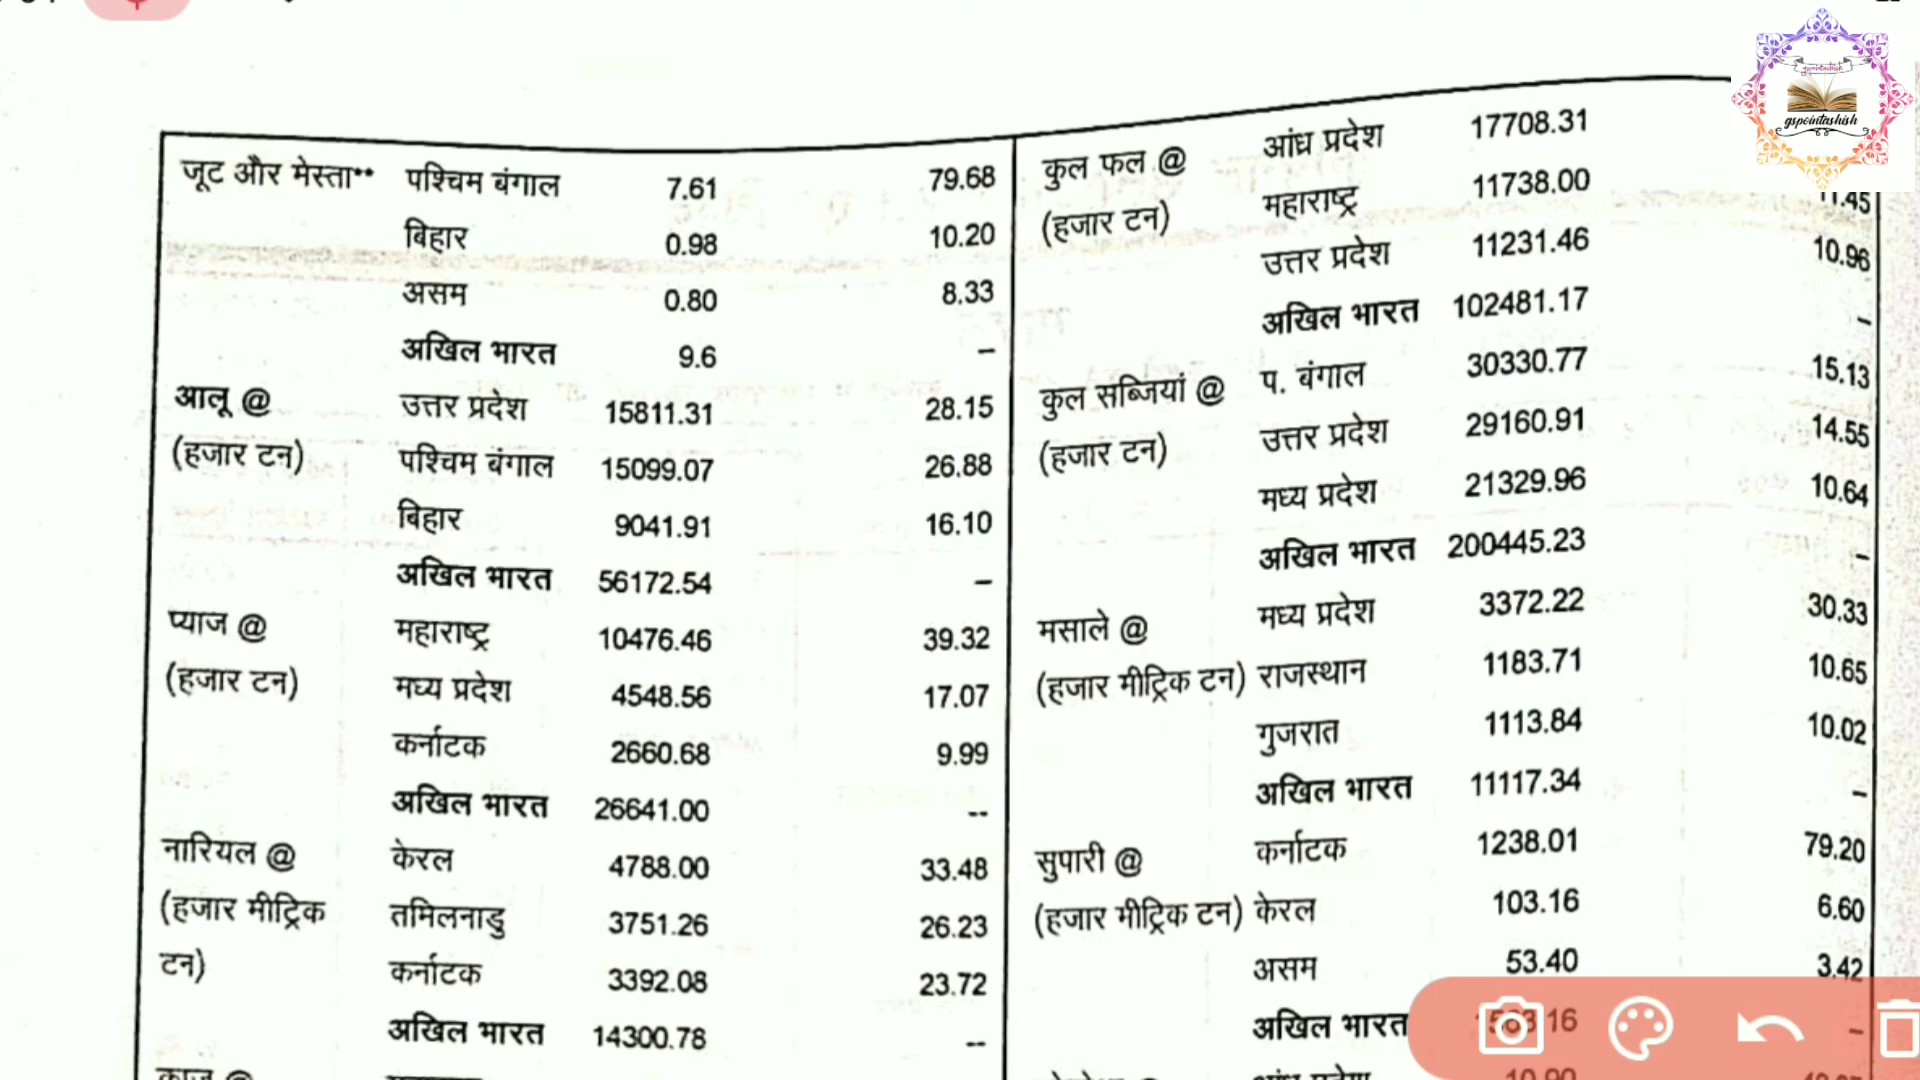 जूट और मेस्ता** पश्चिम बंगाल 7.61 79.68
बिहार 0.98 10.20
असम 0.80 8.33
अखिल भारत 9.6 –
आलू @ उत्तर प्रदेश 15811.31 28.15
(हजार टन) पश्चिम बंगाल 15099.07 26.88
बिहार 9041.91 16.10
अखिल भारत 56172.54 –
प्याज @ महाराष्ट्र 10476.46 39.32
(हजार टन) मध्य प्रदेश 4548.56 17.07
कर्नाटक 2660.68 9.99
अखिल भारत 26641.00 --
नारियल @ केरल 4788.00 33.48
(हजार मीट्रिक तमिलनाडु 3751.26 26.23
टन) कर्नाटक 3392.08 23.72
अखिल भारत 14300.78 --
कुल फल @ आंध्र प्रदेश 17708.31
(हजार टन) महाराष्ट्र 11738.00 11.45
उत्तर प्रदेश 11231.46 10.96
अखिल भारत 102481.17 –
कुल सब्जियां @ प. बंगाल 30330.77 15.13
(हजार टन) उत्तर प्रदेश 29160.91 14.55
मध्य प्रदेश 21329.96 10.64
अखिल भारत 200445.23 –
मसाले @ मध्य प्रदेश 3372.22 30.33
(हजार मीट्रिक टन) राजस्थान 1183.71 10.65
गुजरात 1113.84 10.02
अखिल भारत 11117.34 –
सुपारी @ कर्नाटक 1238.01 79.20
(हजार मीट्रिक टन) केरल 103.16 6.60
असम 53.40 3.42
अखिल भारत 1563.16 –
gspointashish
gspointashish